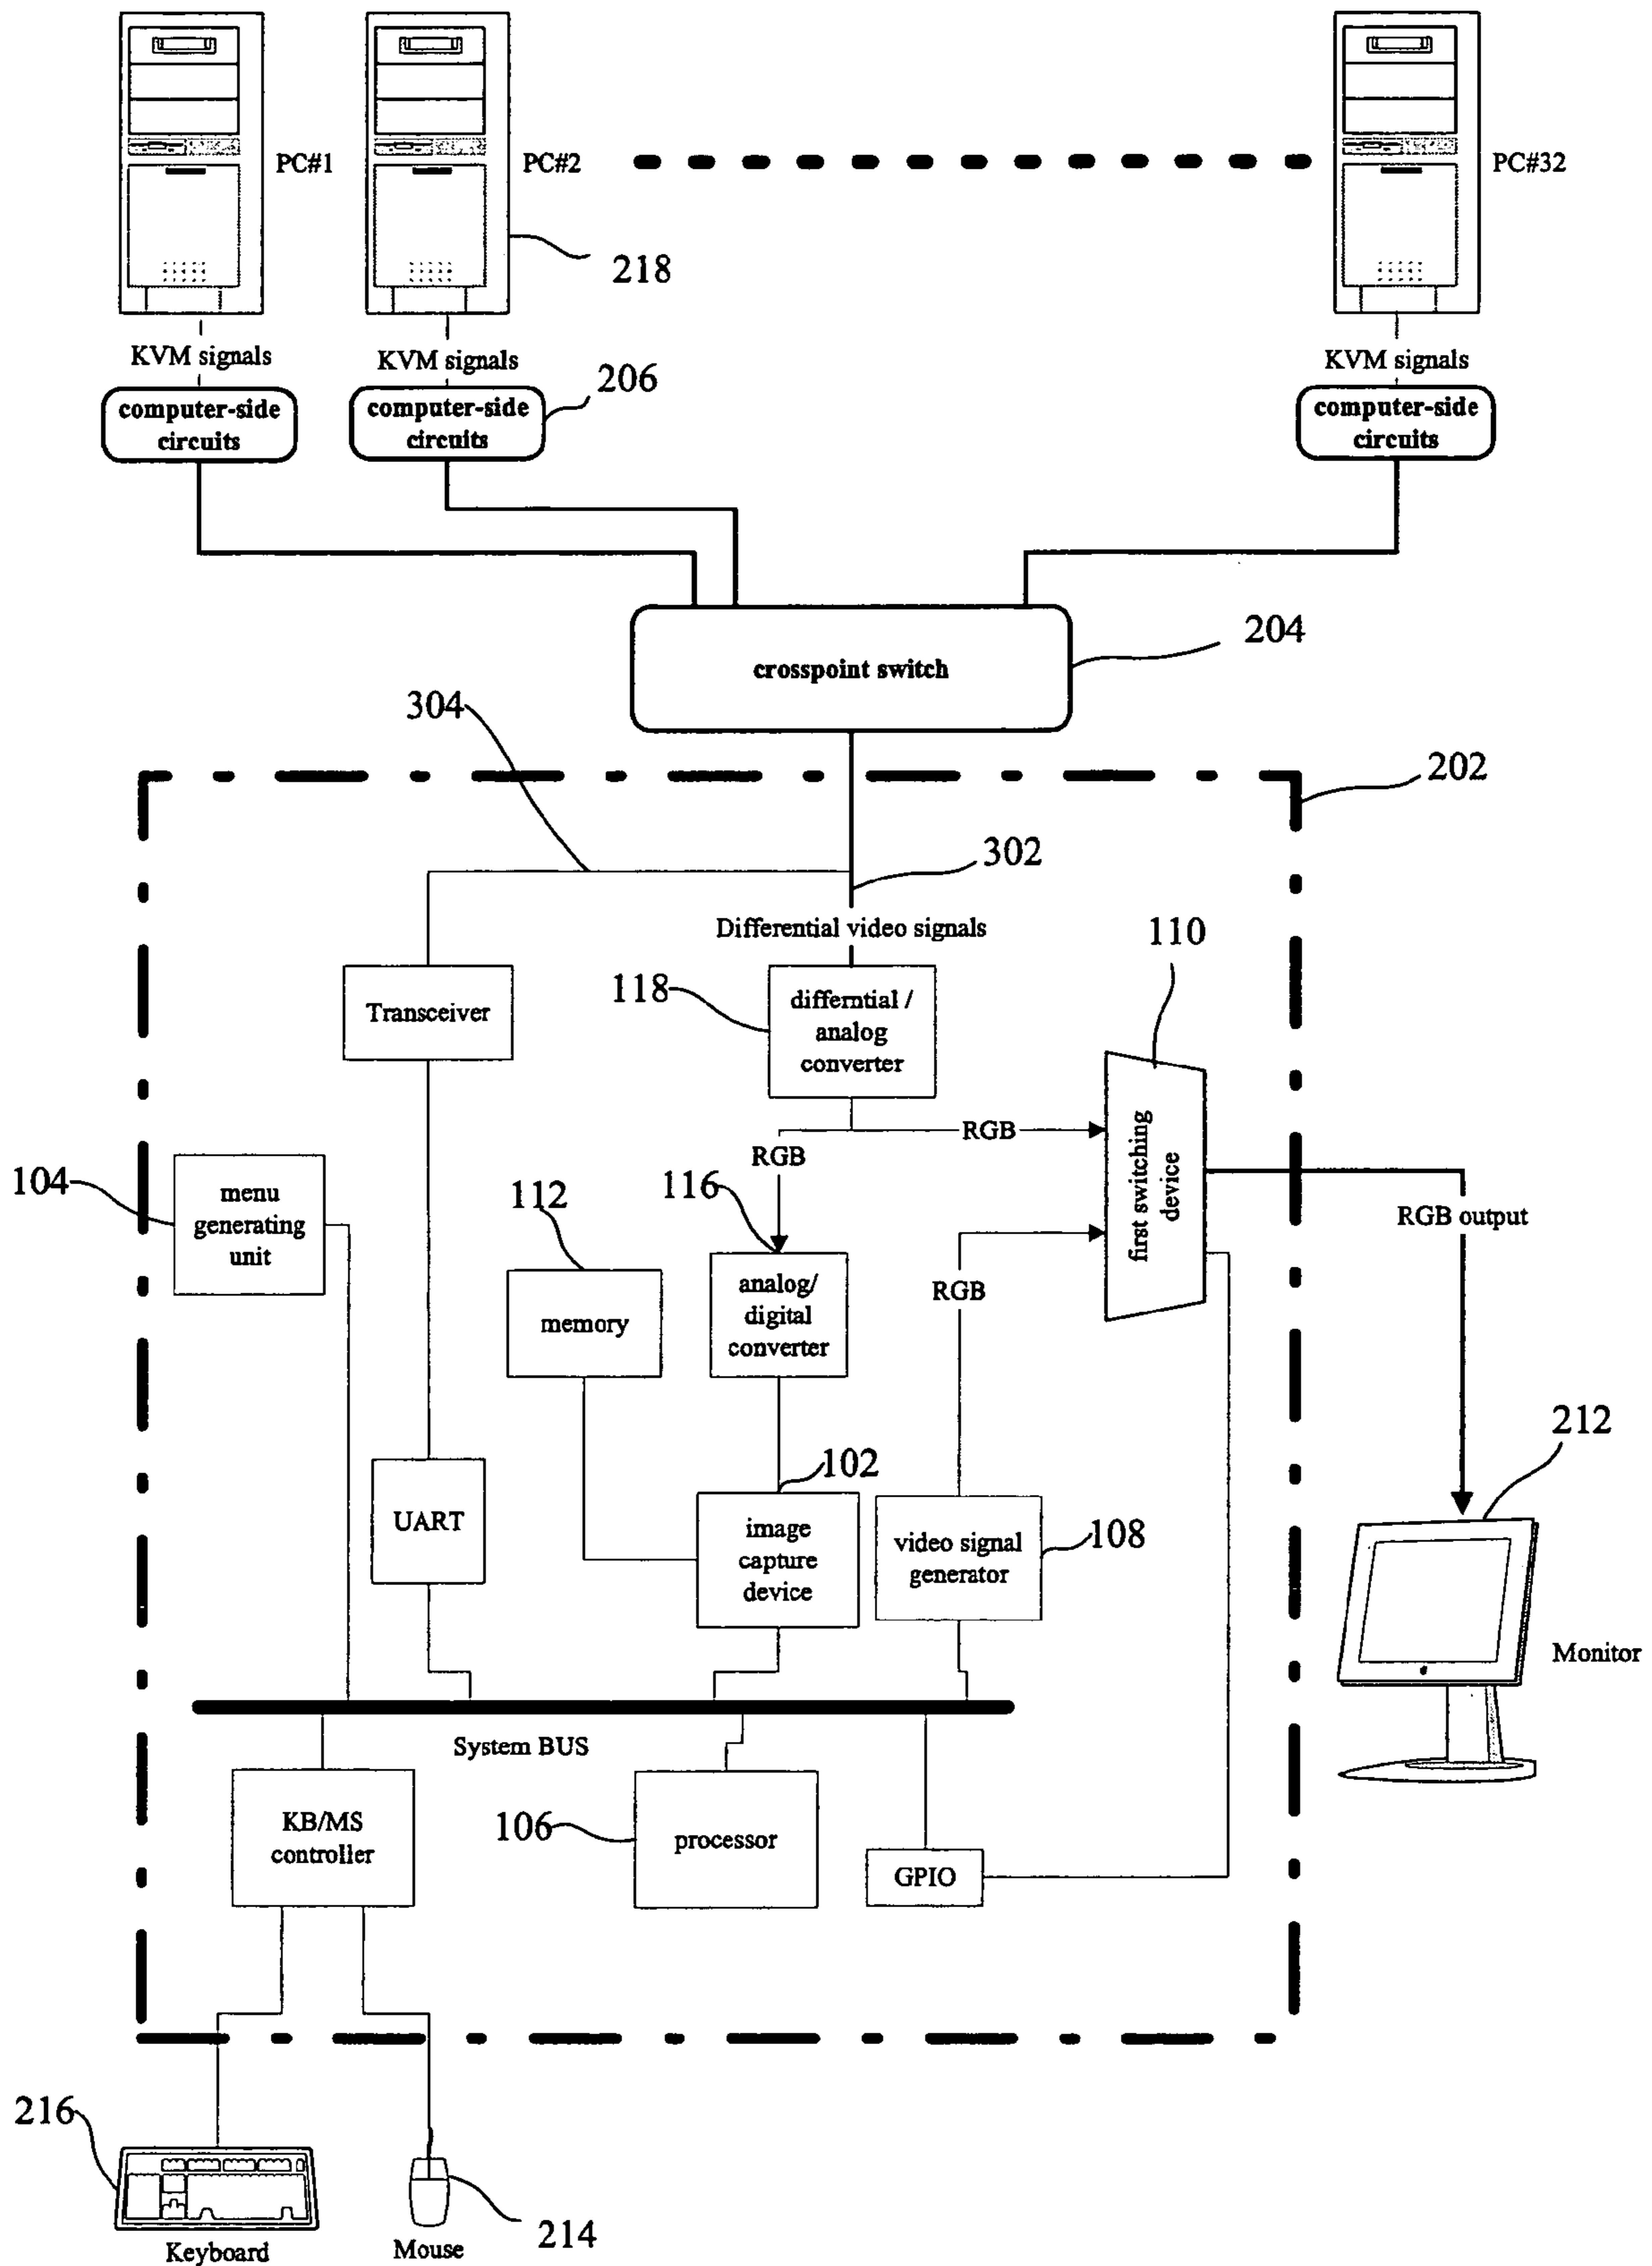 PC#1
PC#2
PC#32
218
KVM signals
KVM signals
KVM signals
206
computer-side
circuits
computer-side
circuits
computer-side
circuits
204
crosspoint switch
304
202
302
Differential video signals
110
118
differntial /
analog
converter
Transceiver
RGB
RGB
first switching
device
104
menu
generating
unit
112
116
RGB output
memory
analog/
digital
converter
RGB
212
102
UART
image
capture
device
video signal
generator
108
Monitor
System BUS
KB/MS
controller
106
processor
GPIO
216
214
Keyboard
Mouse